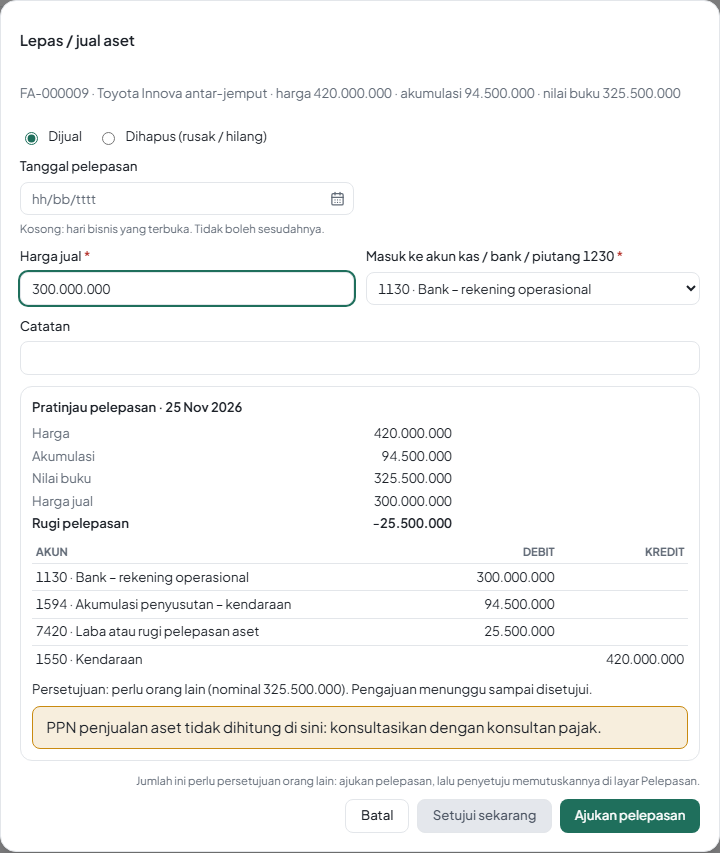 Lepas / jual aset
FA-000009 · Toyota Innova antar-jemput · harga 420.000.000 · akumulasi 94.500.000 · nilai buku 325.500.000
Dijual Dihapus (rusak / hilang)
Tanggal pelepasan
hh/bb/tttt
Kosong: hari bisnis yang terbuka. Tidak boleh sesudahnya.
Harga jual * Masuk ke akun kas / bank / piutang 1230 *
300.000.000 1130 · Bank – rekening operasional
Catatan
Pratinjau pelepasan · 25 Nov 2026
Harga 420.000.000
Akumulasi 94.500.000
Nilai buku 325.500.000
Harga jual 300.000.000
Rugi pelepasan -25.500.000
AKUN DEBIT KREDIT
1130 · Bank – rekening operasional 300.000.000
1594 · Akumulasi penyusutan – kendaraan 94.500.000
7420 · Laba atau rugi pelepasan aset 25.500.000
1550 · Kendaraan 420.000.000
Persetujuan: perlu orang lain (nominal 325.500.000). Pengajuan menunggu sampai disetujui.
PPN penjualan aset tidak dihitung di sini: konsultasikan dengan konsultan pajak.
Jumlah ini perlu persetujuan orang lain: ajukan pelepasan, lalu penyetuju memutuskannya di layar Pelepasan.
Batal Setujui sekarang Ajukan pelepasan